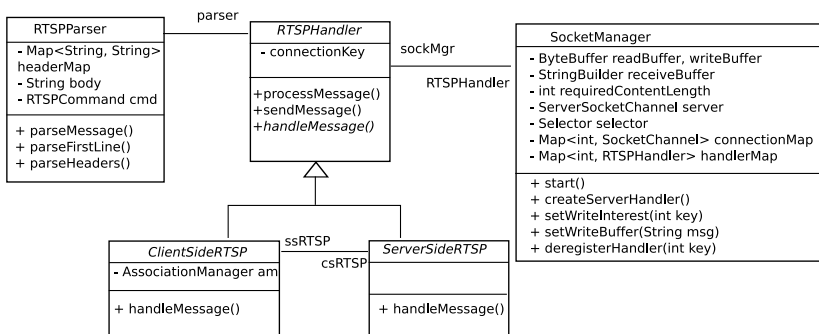 RTSPParser
- Map<String, String>
headerMap
- String body
- RTSPCommand cmd
+ parseMessage()
+ parseFirstLine()
+ parseHeaders()
parser
RTSPHandler
- connectionKey
+processMessage()
+sendMessage()
+handleMessage()
sockMgr
RTSPHandler
SocketManager
- ByteBuffer readBuffer, writeBuffer
- StringBuilder receiveBuffer
- int requiredContentLength
- ServerSocketChannel server
- Selector selector
- Map<int, SocketChannel> connectionMap
- Map<int, RTSPHandler> handlerMap
+ start()
+ createServerHandler()
+ setWriteInterest(int key)
+ setWriteBuffer(String msg)
+ deregisterHandler(int key)
ClientSideRTSP
- AssociationManager am
+ handleMessage()
ssRTSP
csRTSP
ServerSideRTSP
+ handleMessage()